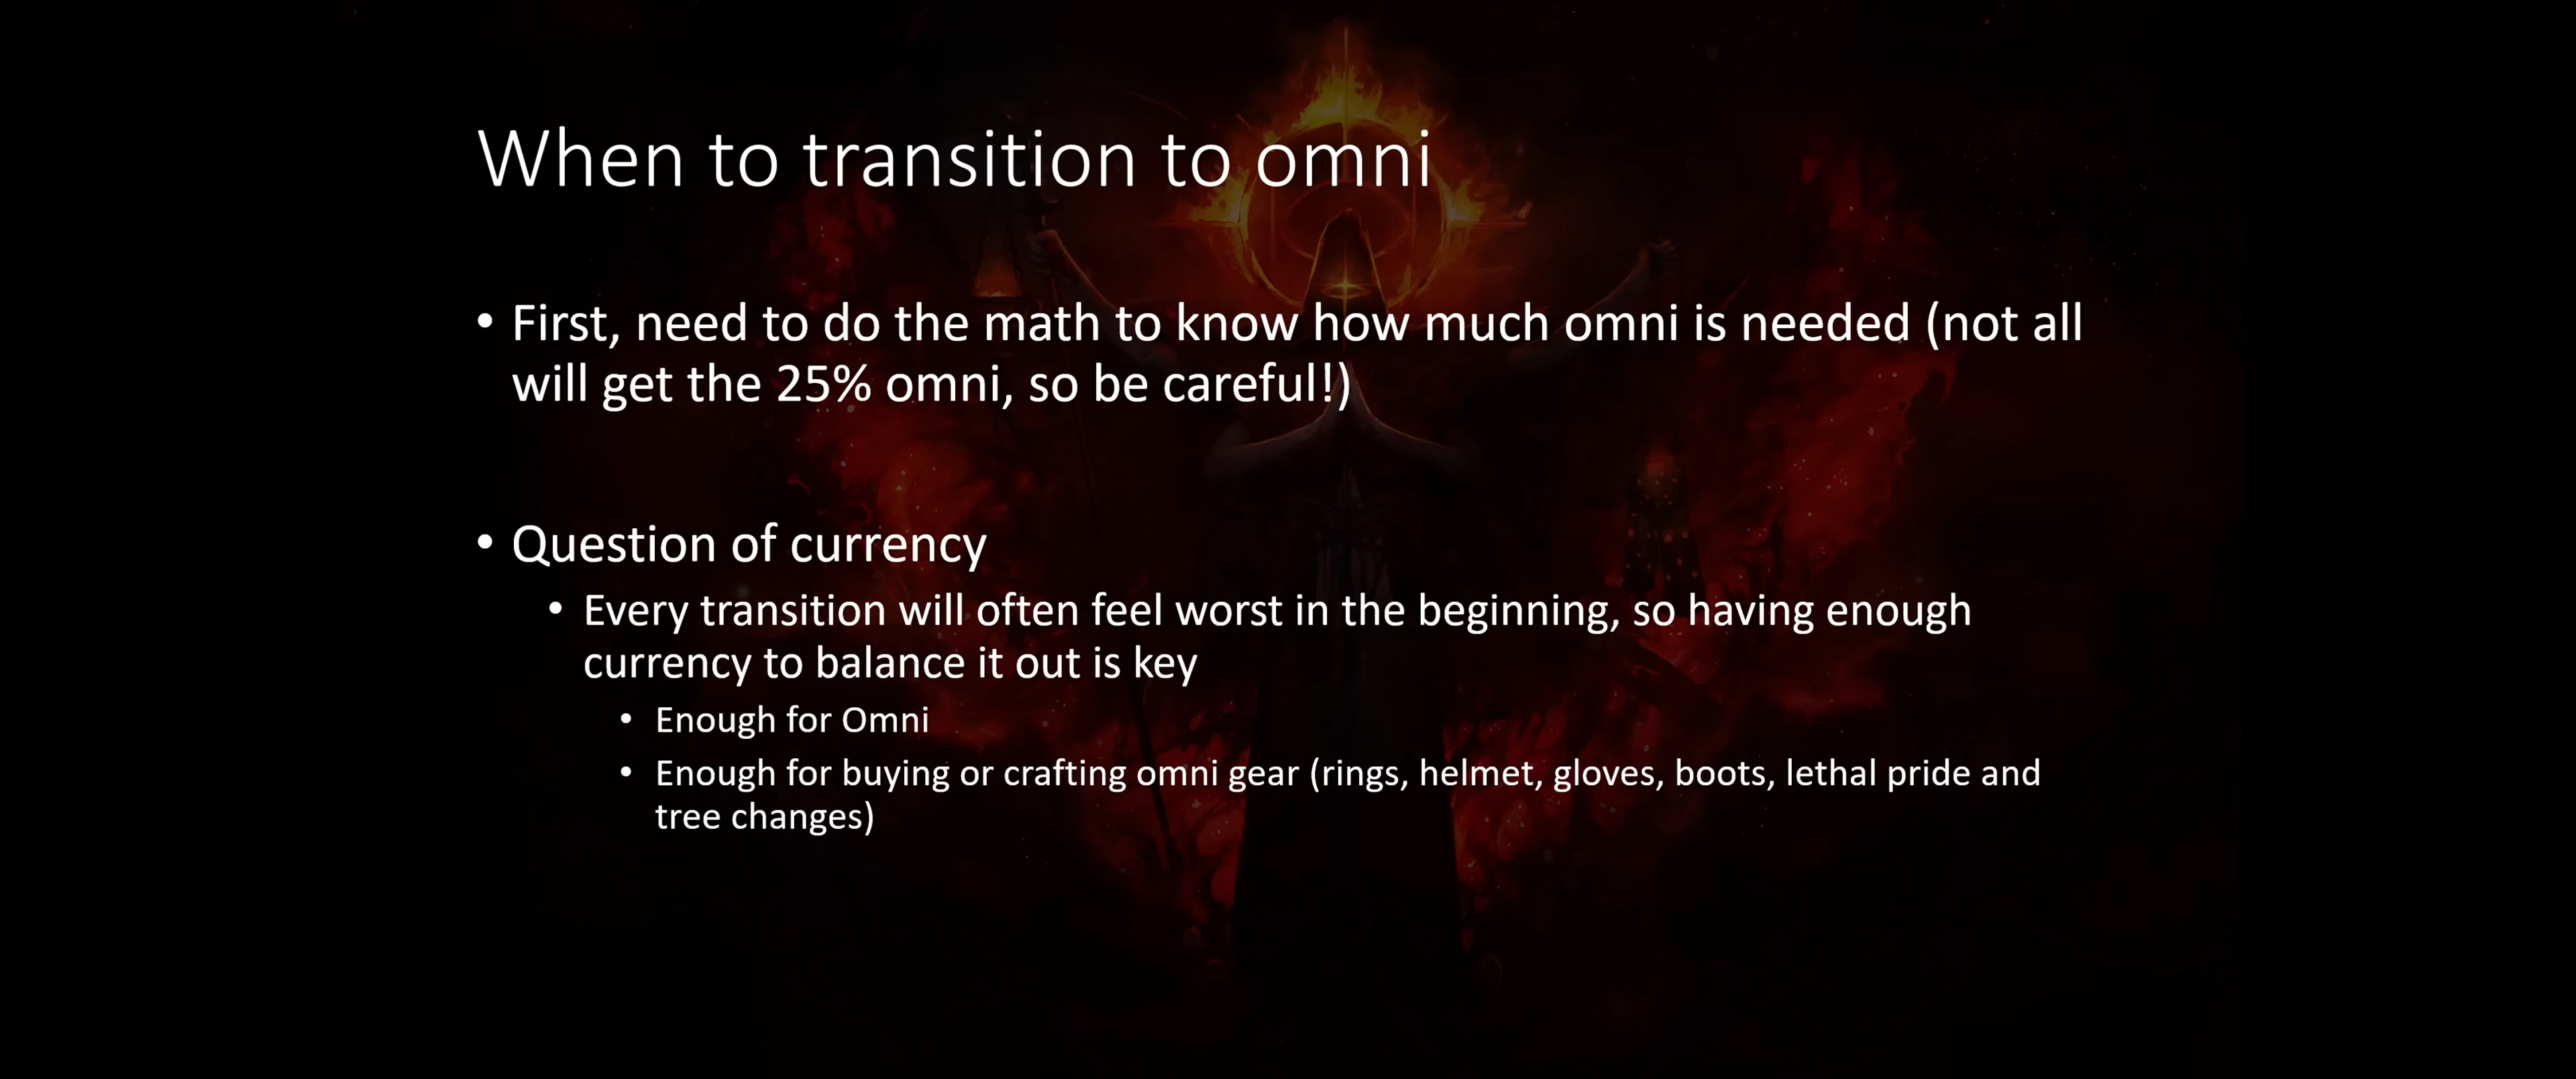 When to transition to omni
• First, need to do the math to know how much omni is needed (not all
will get the 25% omni, so be careful!)
• Question of currency
• Every transition will often feel worst in the beginning, so having enough
currency to balance it out is key
• Enough for Omni
• Enough for buying or crafting omni gear (rings, helmet, gloves, boots, lethal pride and
tree changes)